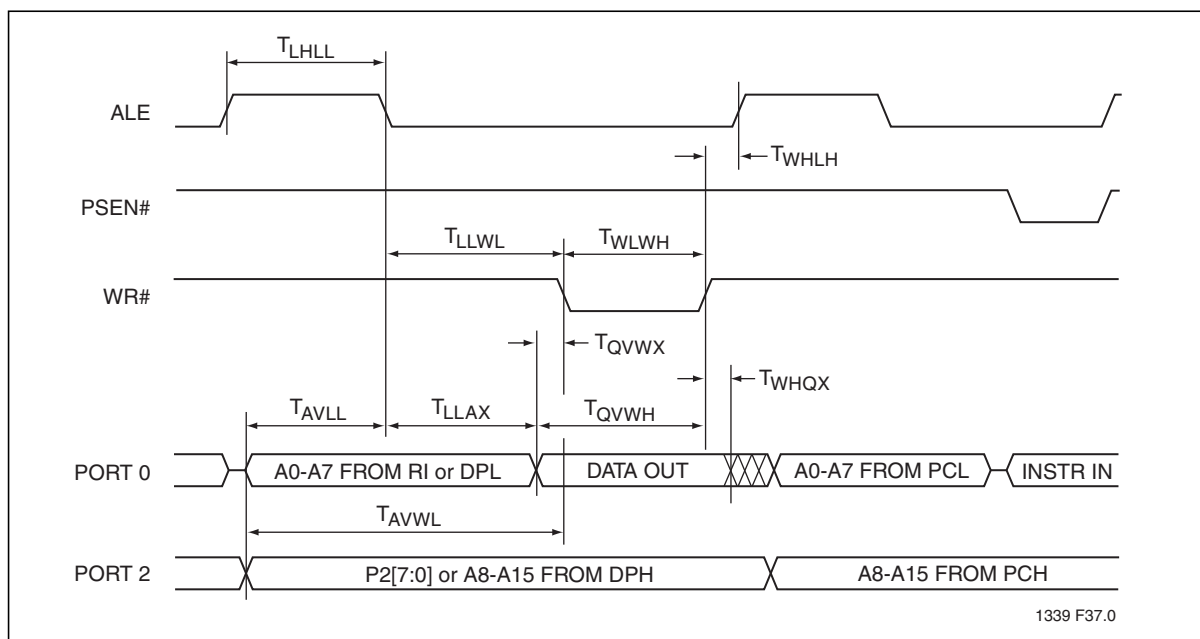 TLHLL
ALE
TWHLH
PSEN#
TLLWL
TWLWH
WR#
TQVWX
TWHQX
TAVLL
TLLAX
TQVWH
PORT 0
A0-A7 FROM RI or DPL
DATA OUT
A0-A7 FROM PCL
INSTR IN
TAVWL
PORT 2
P2[7:0] or A8-A15 FROM DPH
A8-A15 FROM PCH
1339 F37.0